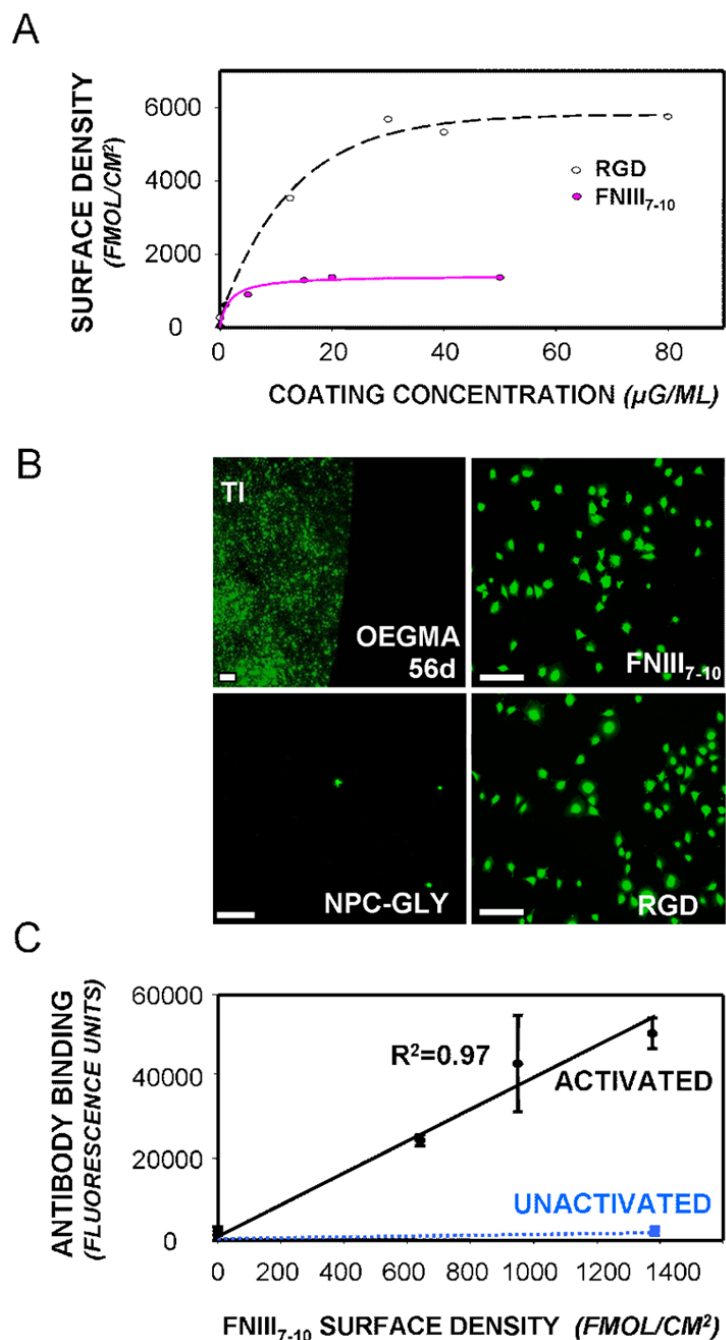 A
SURFACE DENSITY
(FMOL/CM²)
6000
4000
2000
0
RGD
FNIII₇₋₁₀
0 20 40 60 80
COATING CONCENTRATION (µG/ML)
B
TI
OEGMA
56d
FNIII₇₋₁₀
NPC-GLY
RGD
C
ANTIBODY BINDING
(FLUORESCENCE UNITS)
60000
40000
20000
0
R²=0.97
ACTIVATED
UNACTIVATED
0 200 400 600 800 1000 1200 1400
FNIII₇₋₁₀ SURFACE DENSITY (FMOL/CM²)